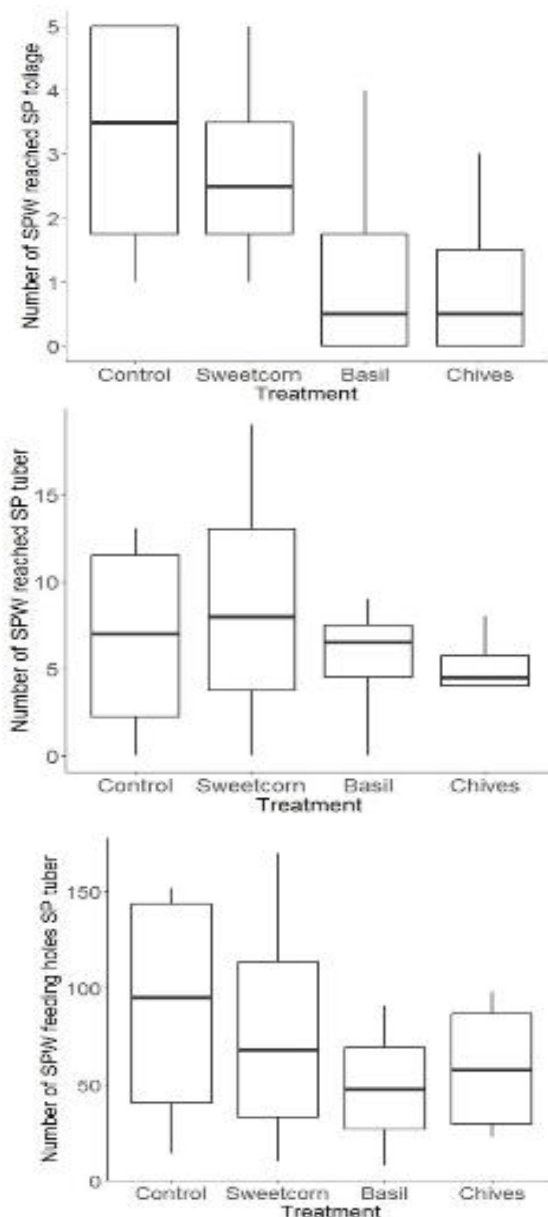 Number of SPW reached SP foliage
5
4
3
2
1
0
Control Sweetcorn Basil Chives
Treatment
Number of SPW reached SP tuber
15
10
5
0
Control Sweetcorn Basil Chives
Treatment
Number of SPW feeding holes SP tuber
150
100
50
0
Control Sweetcorn Basil Chives
Treatment